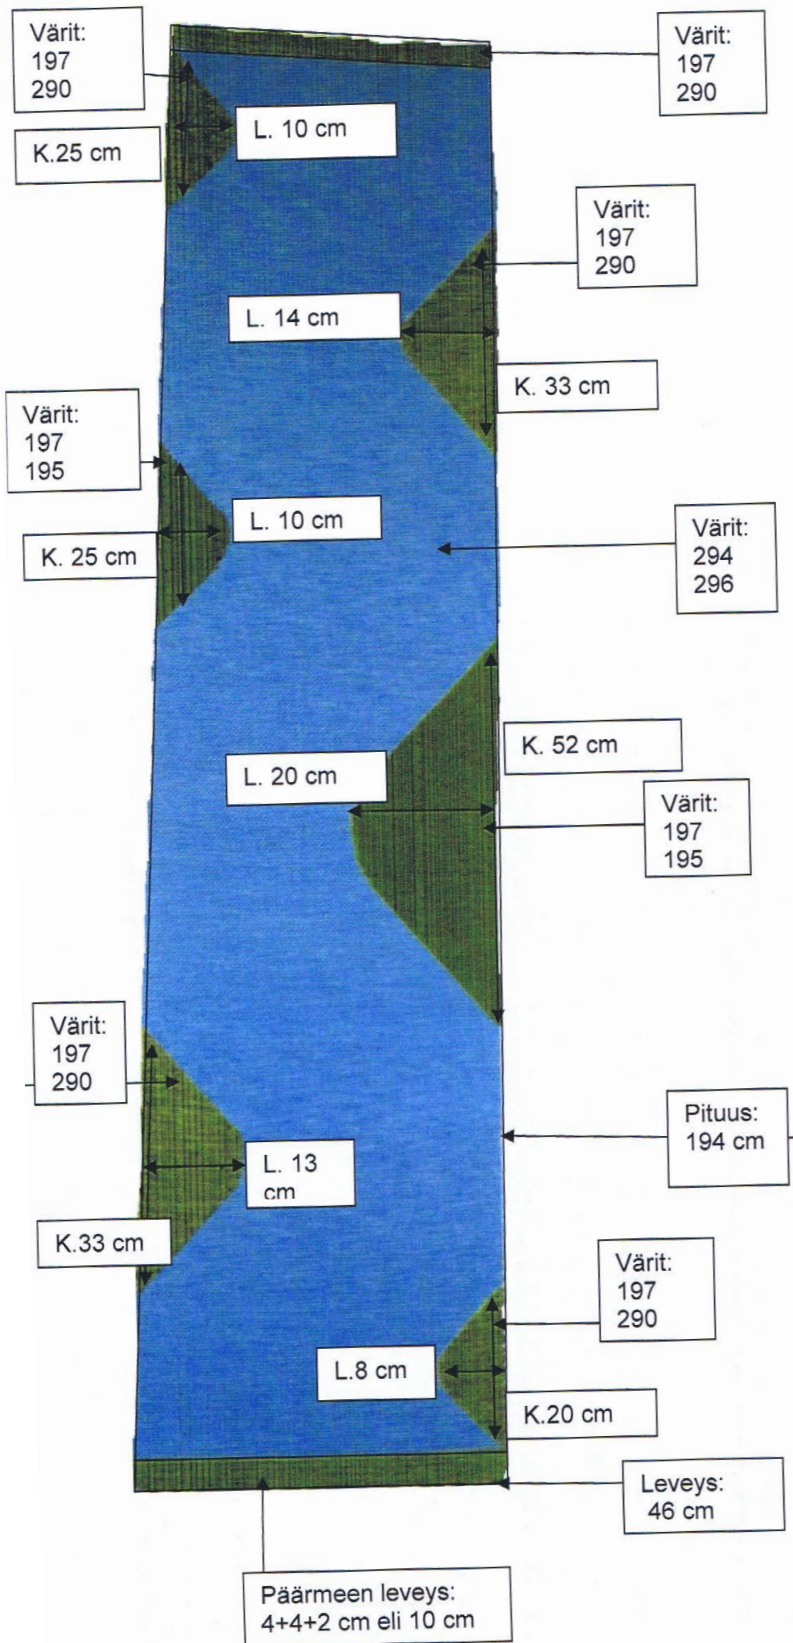 Värit:
197
290
Värit:
197
290
K.25 cm
L. 10 cm
Värit:
197
290
L. 14 cm
K. 33 cm
Värit:
197
195
L. 10 cm
K. 25 cm
Värit:
294
296
K. 52 cm
L. 20 cm
Värit:
197
195
Värit:
197
290
Pituus:
194 cm
L. 13
cm
K.33 cm
Värit:
197
290
L.8 cm
K.20 cm
Leveys:
46 cm
Päärmeen leveys:
4+4+2 cm eli 10 cm